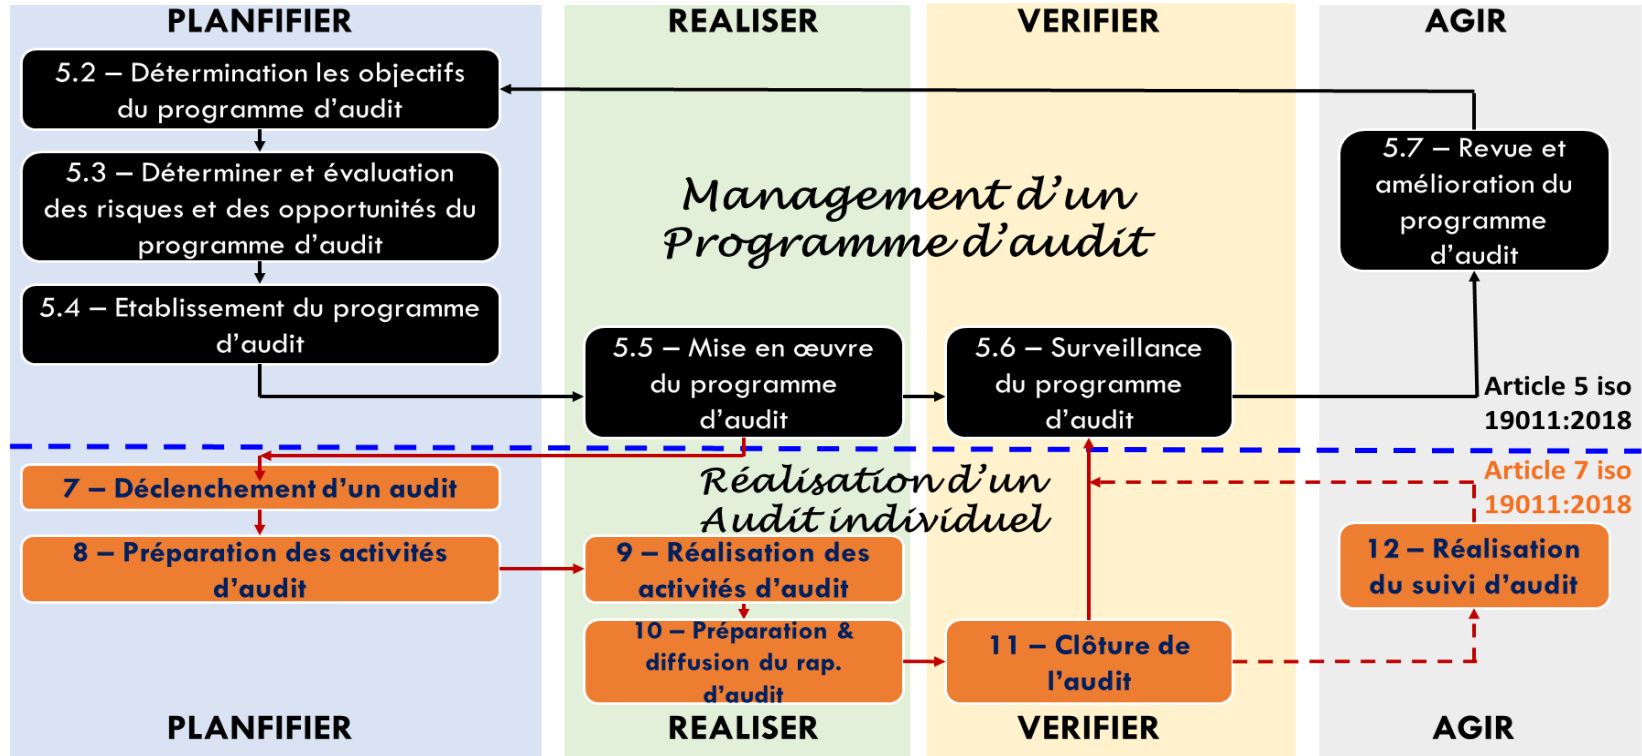 PLANFIFIER
REALISER
VERIFIER
AGIR
5.2 – Détermination les objectifs
du programme d'audit
5.3 – Déterminer et évaluation
des risques et des opportunités du
programme d'audit
5.4 – Etablissement du programme
d'audit
Management d'un
Programme d'audit
5.7 – Revue et
amélioration du
programme
d'audit
5.5 – Mise en œuvre
du programme
d'audit
5.6 – Surveillance
du programme
d'audit
Article 5 iso
19011:2018
7 – Déclenchement d'un audit
Réalisation d'un
Audit individuel
Article 7 iso
19011:2018
8 – Préparation des activités
d'audit
9 – Réalisation des
activités d'audit
12 – Réalisation
du suivi d'audit
10 – Préparation &
diffusion du rap.
d'audit
11 – Clôture de
l'audit
PLANFIFIER
REALISER
VERIFIER
AGIR